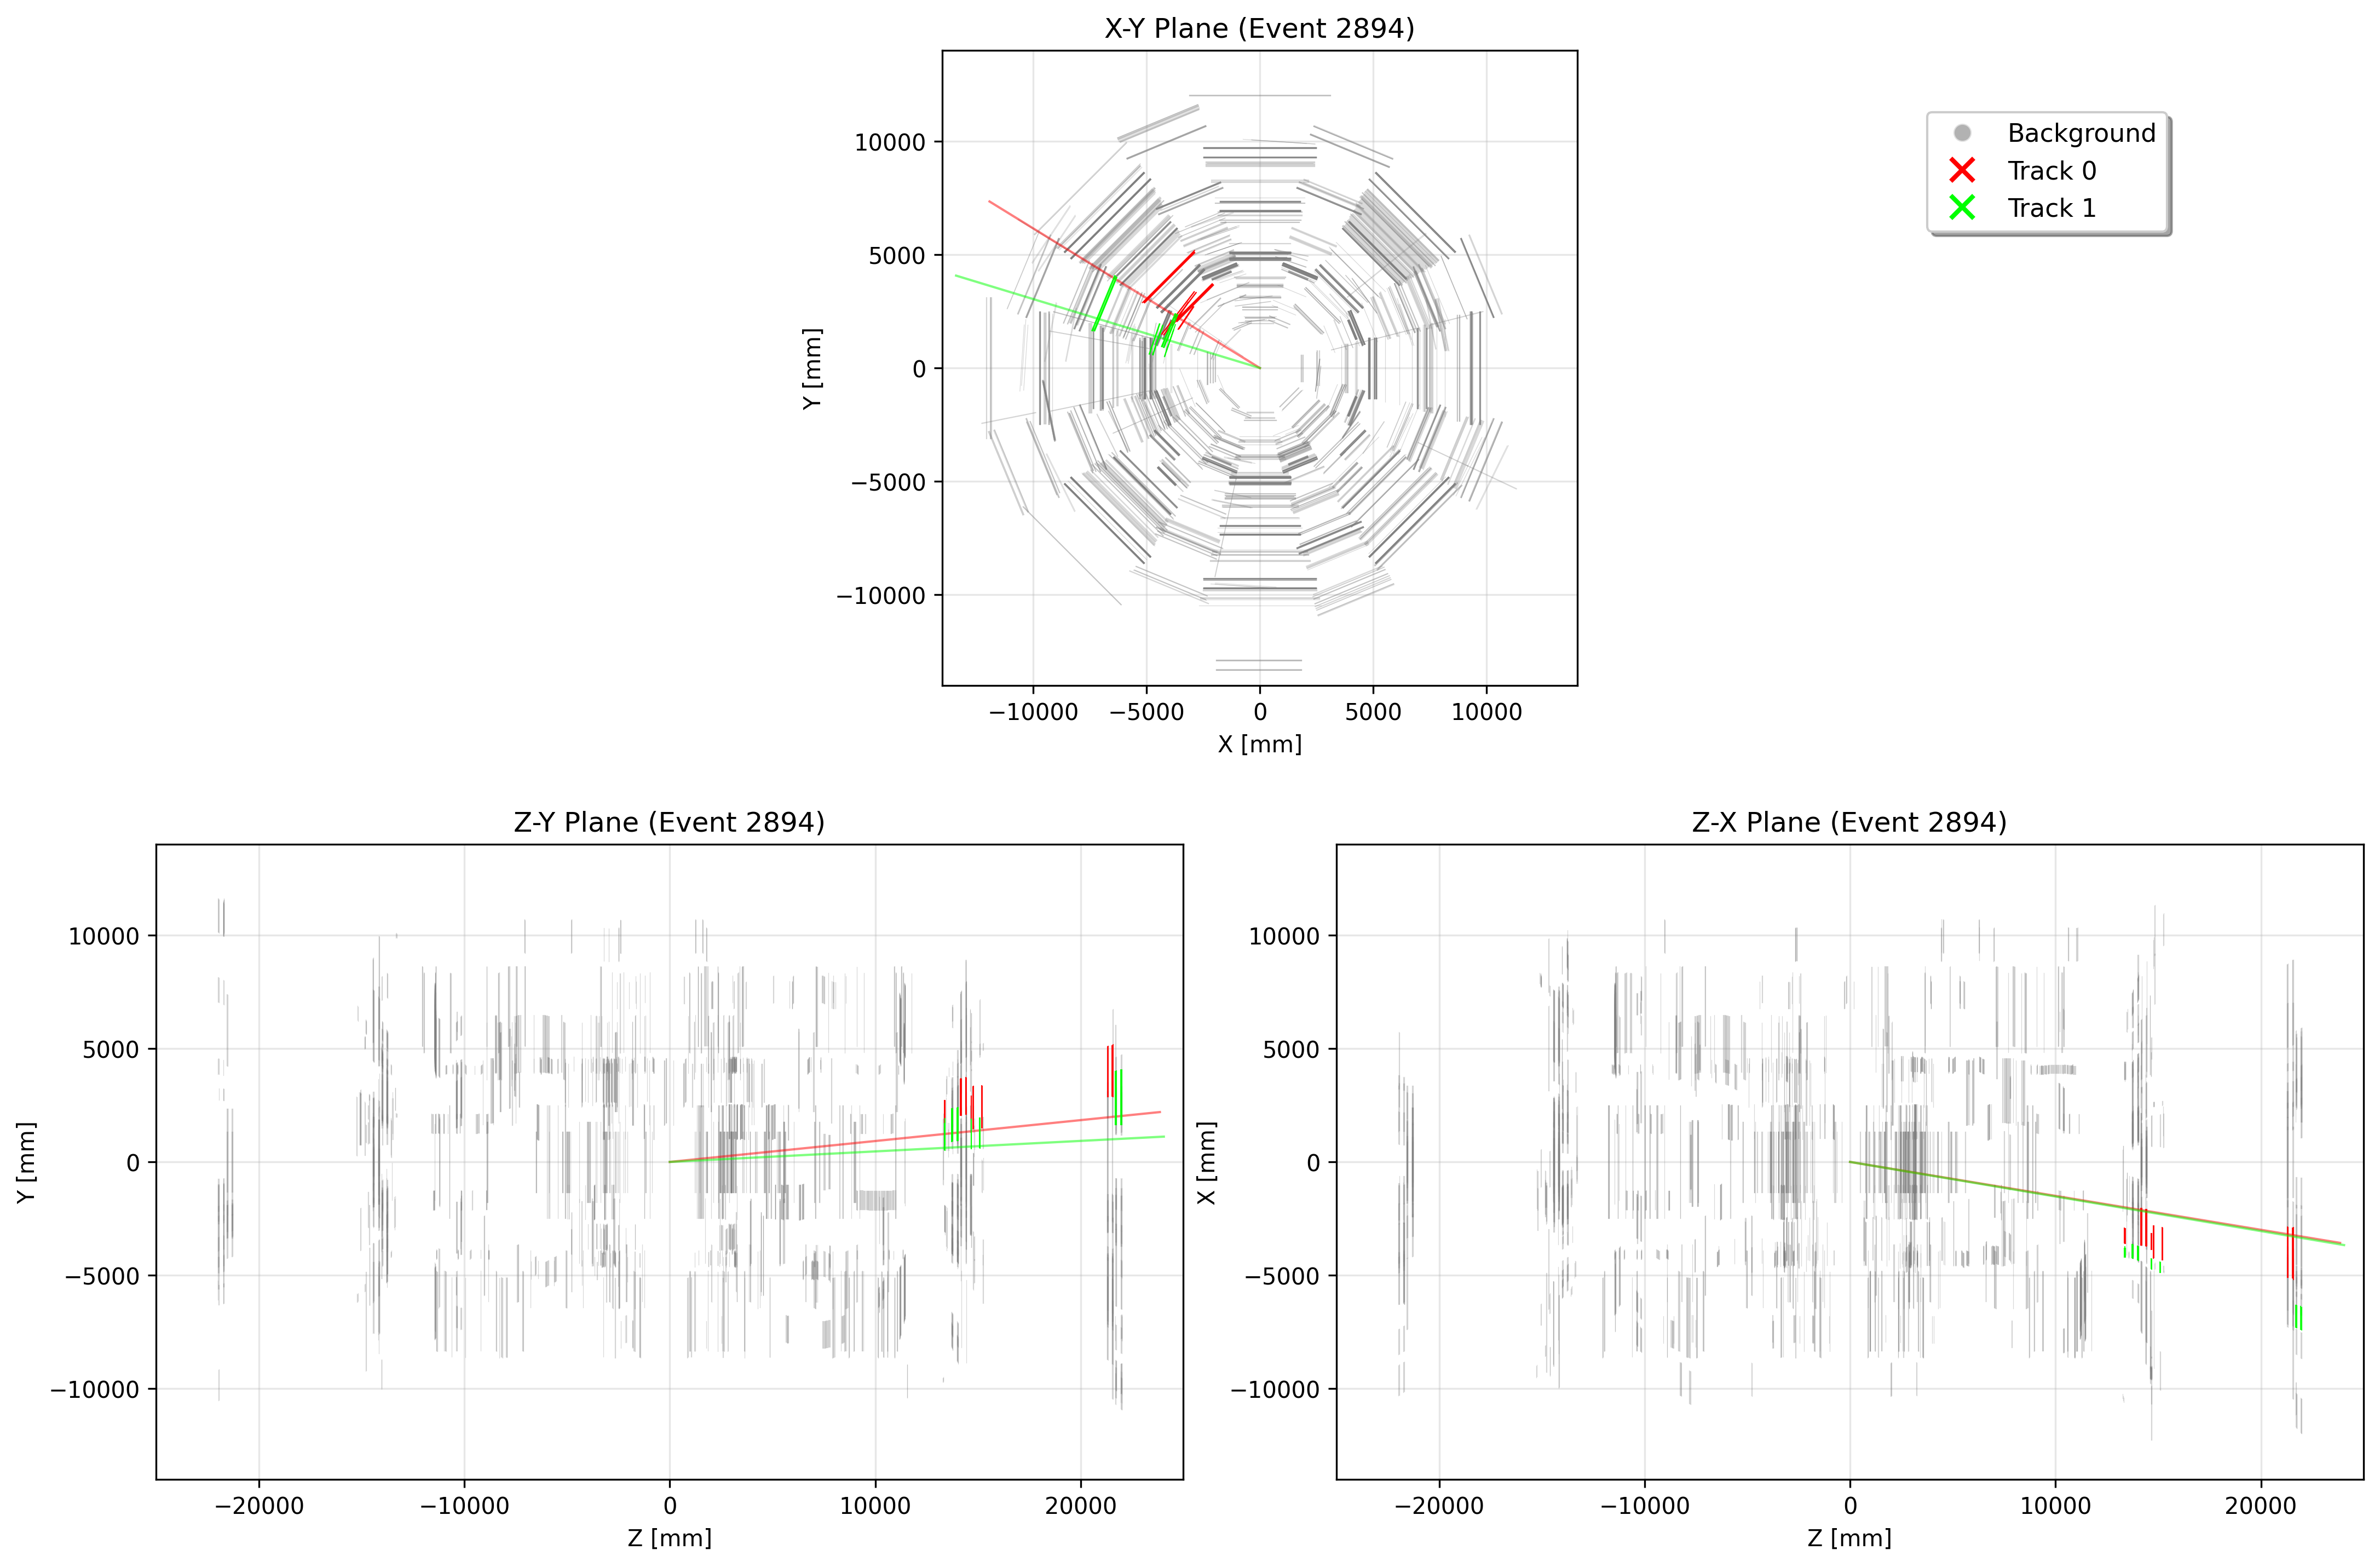 X-Y Plane (Event 2894)
Background
Track 0
Track 1
10000
5000
0
−5000
−10000
Y [mm]
−10000 −5000 0 5000 10000
X [mm]
Z-Y Plane (Event 2894)
10000
5000
0
−5000
−10000
Y [mm]
−20000 −10000 0 10000 20000
Z [mm]
Z-X Plane (Event 2894)
10000
5000
0
−5000
−10000
X [mm]
−20000 −10000 0 10000 20000
Z [mm]